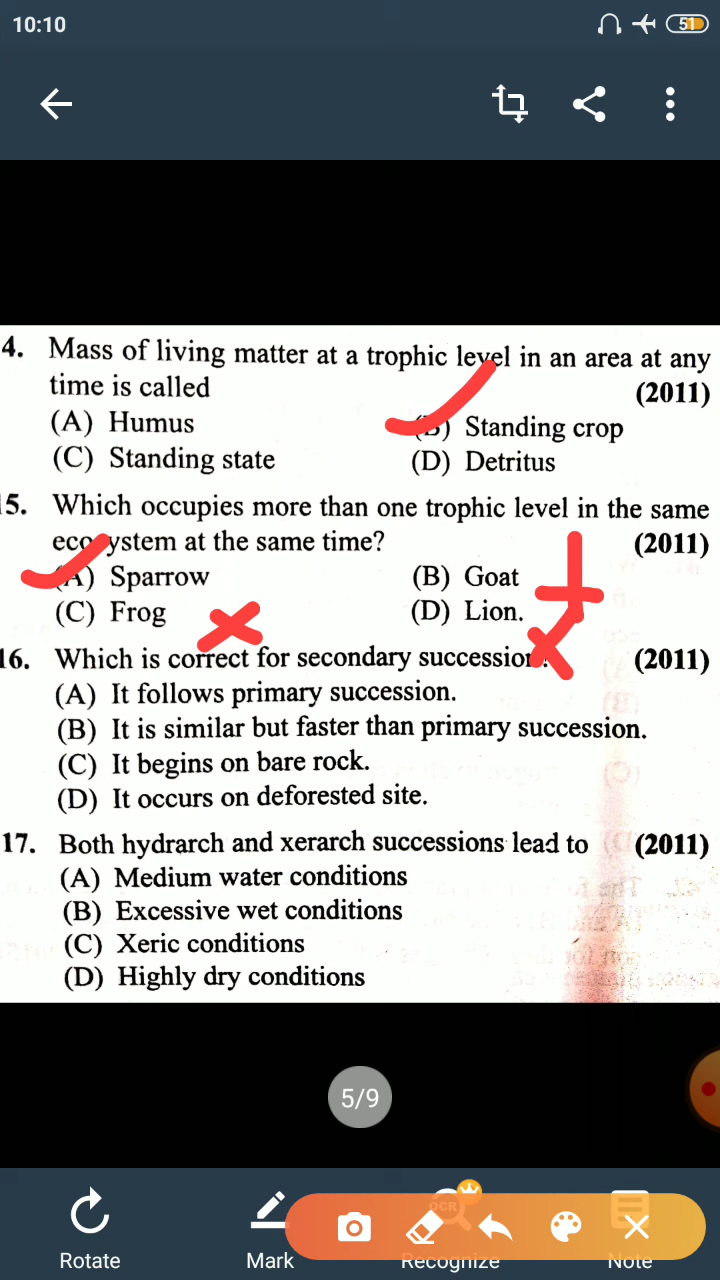 10:10
51
4. Mass of living matter at a trophic level in an area at any
time is called (2011)
(A) Humus (B) Standing crop
(C) Standing state (D) Detritus
15. Which occupies more than one trophic level in the same
ecosystem at the same time? (2011)
(A) Sparrow (B) Goat
(C) Frog (D) Lion.
16. Which is correct for secondary succession? (2011)
(A) It follows primary succession.
(B) It is similar but faster than primary succession.
(C) It begins on bare rock.
(D) It occurs on deforested site.
17. Both hydrarch and xerarch successions lead to (2011)
(A) Medium water conditions
(B) Excessive wet conditions
(C) Xeric conditions
(D) Highly dry conditions
5/9
OCR
Rotate Mark Recognize Note